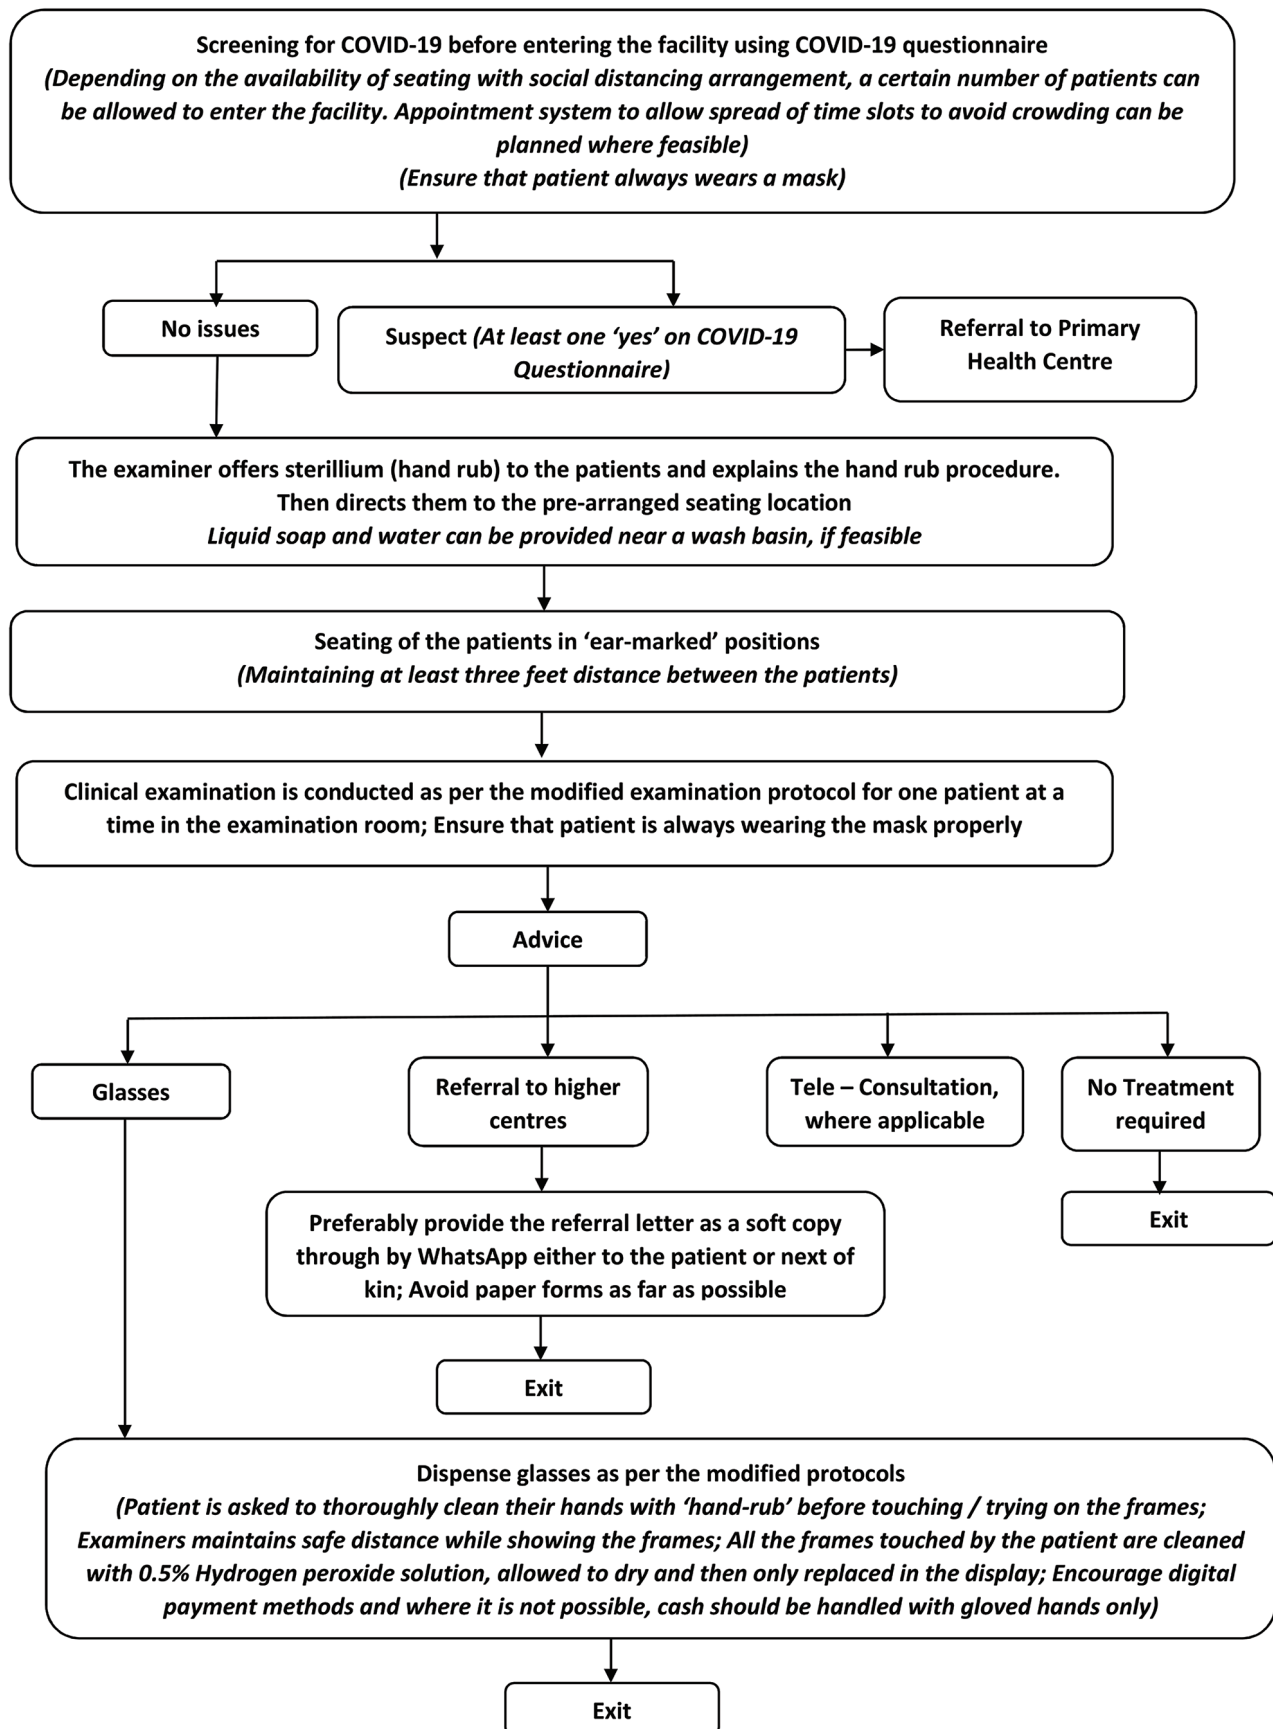 Screening for COVID-19 before entering the facility using COVID-19 questionnaire
(Depending on the availability of seating with social distancing arrangement, a certain number of patients can
be allowed to enter the facility. Appointment system to allow spread of time slots to avoid crowding can be
planned where feasible)
(Ensure that patient always wears a mask)
No issues
Suspect (At least one ‘yes’ on COVID-19
Questionnaire)
Referral to Primary
Health Centre
The examiner offers sterillium (hand rub) to the patients and explains the hand rub procedure.
Then directs them to the pre-arranged seating location
Liquid soap and water can be provided near a wash basin, if feasible
Seating of the patients in ‘ear-marked’ positions
(Maintaining at least three feet distance between the patients)
Clinical examination is conducted as per the modified examination protocol for one patient at a
time in the examination room; Ensure that patient is always wearing the mask properly
Advice
Glasses
Referral to higher
centres
Tele – Consultation,
where applicable
No Treatment
required
Preferably provide the referral letter as a soft copy
through by WhatsApp either to the patient or next of
kin; Avoid paper forms as far as possible
Exit
Exit
Dispense glasses as per the modified protocols
(Patient is asked to thoroughly clean their hands with ‘hand-rub’ before touching / trying on the frames;
Examiners maintains safe distance while showing the frames; All the frames touched by the patient are cleaned
with 0.5% Hydrogen peroxide solution, allowed to dry and then only replaced in the display; Encourage digital
payment methods and where it is not possible, cash should be handled with gloved hands only)
Exit